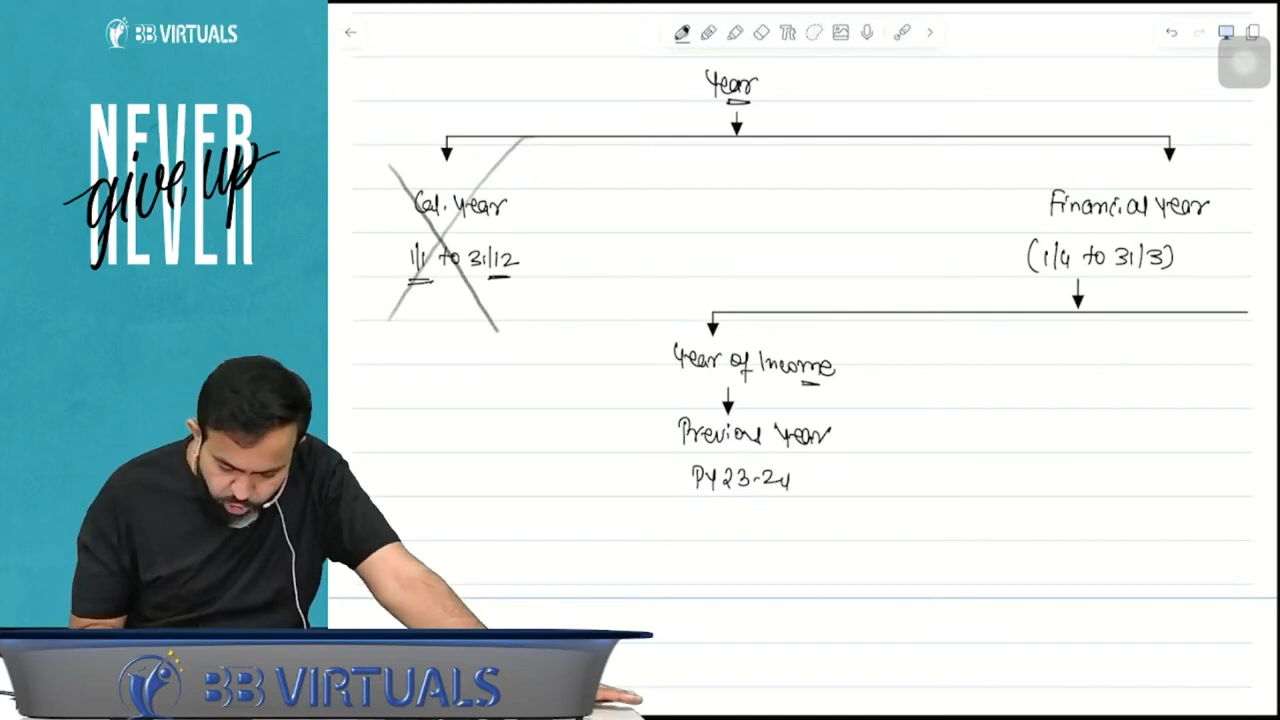 BB VIRTUALS
NEVER
give up
NEVER
Year
Cal. Year
1/1 to 31/12
Financial Year
(1/4 to 31/3)
Year of Income
Previous Year
PY 23-24
Tt
BB VIRTUALS